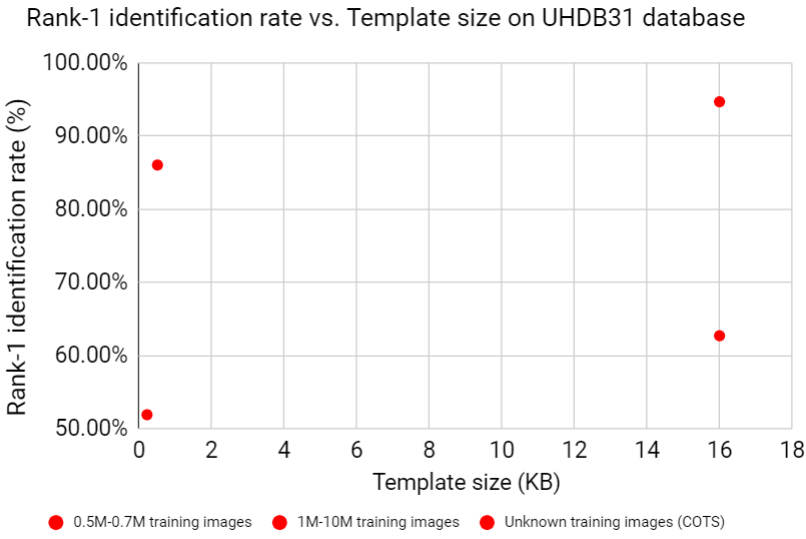 Rank-1 identification rate vs. Template size on UHDB31 database
Rank-1 identification rate (%)
100.00%
90.00%
80.00%
70.00%
60.00%
50.00%
0 2 4 6 8 10 12 14 16 18
Template size (KB)
0.5M-0.7M training images 1M-10M training images Unknown training images (COTS)